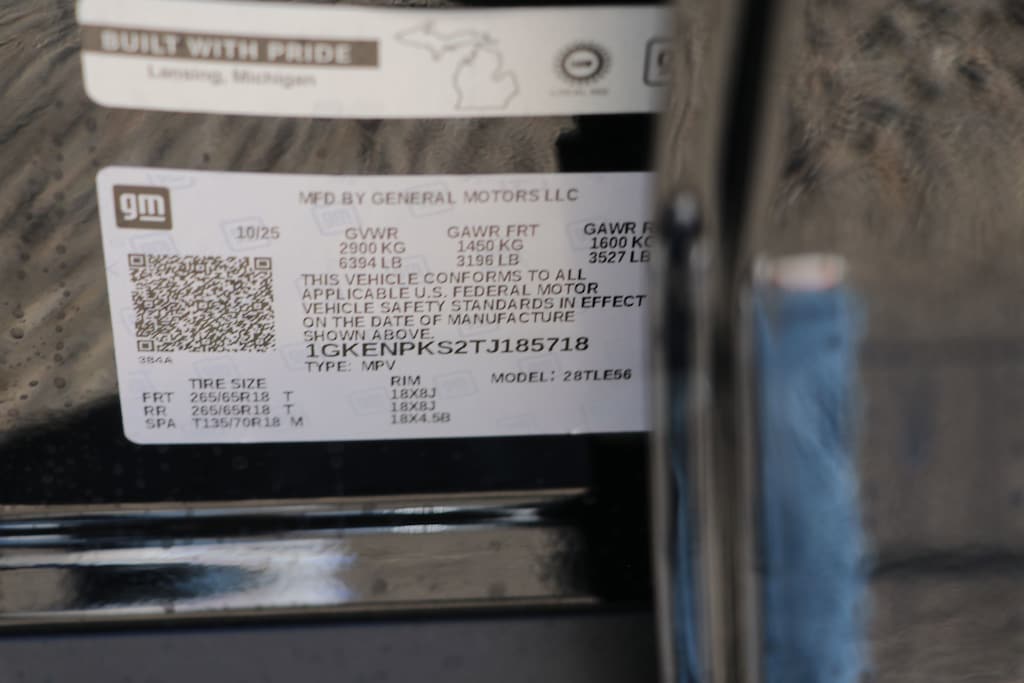 BUILT WITH PRIDE
Lansing, Michigan
gm
MFD BY GENERAL MOTORS LLC
10/25 GVWR GAWR FRT GAWR R
2900 KG 1450 KG 1600 KG
6394 LB 3196 LB 3527 LB
THIS VEHICLE CONFORMS TO ALL
APPLICABLE U.S. FEDERAL MOTOR
VEHICLE SAFETY STANDARDS IN EFFECT
ON THE DATE OF MANUFACTURE
SHOWN ABOVE.
1GKENPKS2TJ185718
384A
TYPE: MPV MODEL: 28TLE56
TIRE SIZE RIM
FRT 265/65R18 T 18X8J
RR 265/65R18 T 18X8J
SPA T135/70R18 M 18X4.5B